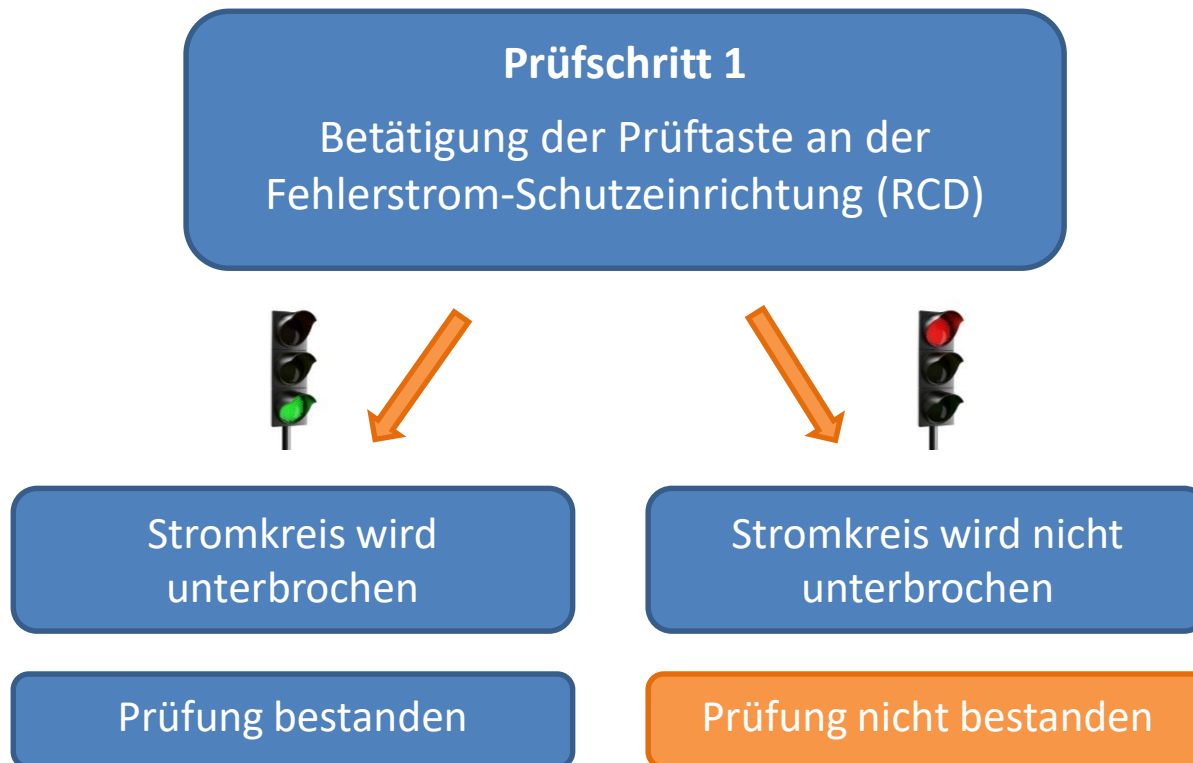 Prüfschritt 1
Betätigung der Prüftaste an der
Fehlerstrom-Schutzeinrichtung (RCD)
Stromkreis wird
unterbrochen
Stromkreis wird nicht
unterbrochen
Prüfung bestanden
Prüfung nicht bestanden